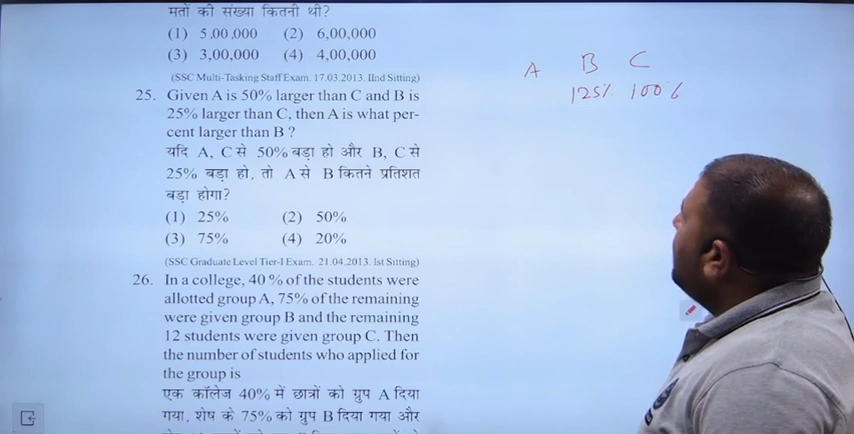 मतों की संख्या कितनी थी?
(1) 5,00,000 (2) 6,00,000
(3) 3,00,000 (4) 4,00,000
(SSC Multi-Tasking Staff Exam. 17.03.2013. IInd Sitting)
25. Given A is 50% larger than C and B is
25% larger than C, then A is what per-
cent larger than B ?
यदि A, C से 50% बड़ा हो और B, C से
25% बड़ा हो, तो A से B कितने प्रतिशत
बड़ा होगा?
(1) 25% (2) 50%
(3) 75% (4) 20%
(SSC Graduate Level Tier-I Exam. 21.04.2013. Ist Sitting)
26. In a college, 40 % of the students were
allotted group A, 75% of the remaining
were given group B and the remaining
12 students were given group C. Then
the number of students who applied for
the group is
एक कॉलेज 40% में छात्रों को ग्रुप A दिया
गया, शेष के 75% को ग्रुप B दिया गया और
A B C
125% 100%